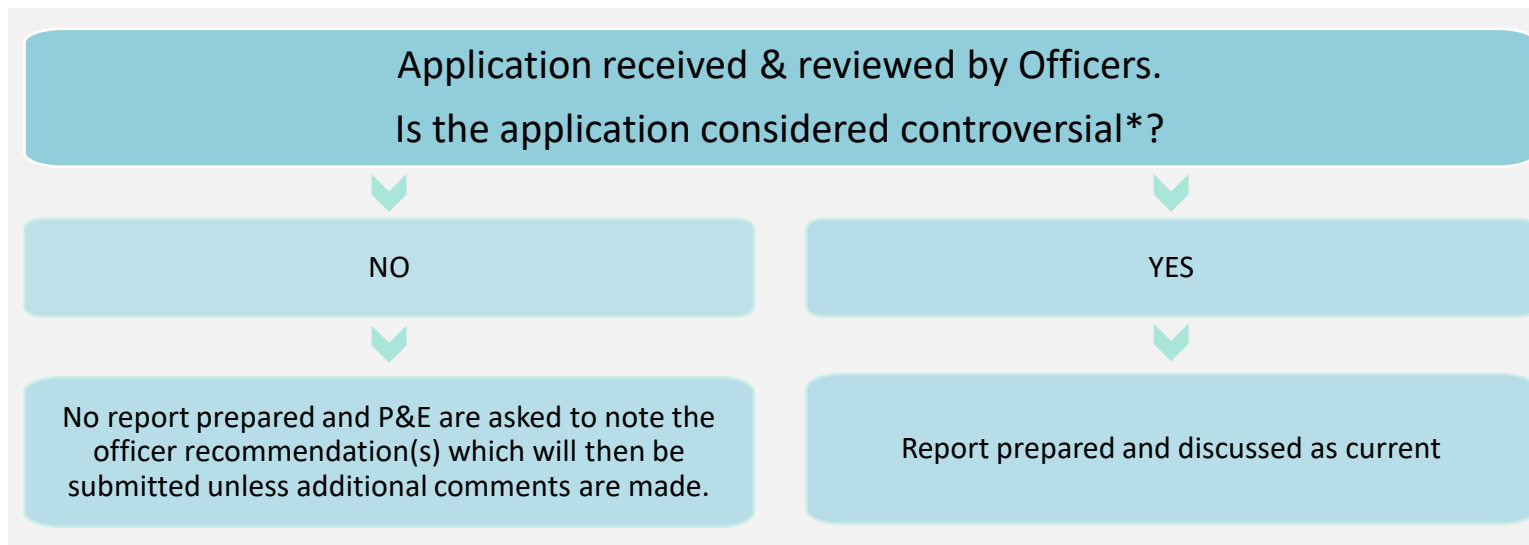 Application received & reviewed by Officers.
Is the application considered controversial*?
NO
YES
No report prepared and P&E are asked to note the
officer recommendation(s) which will then be
submitted unless additional comments are made.
Report prepared and discussed as current